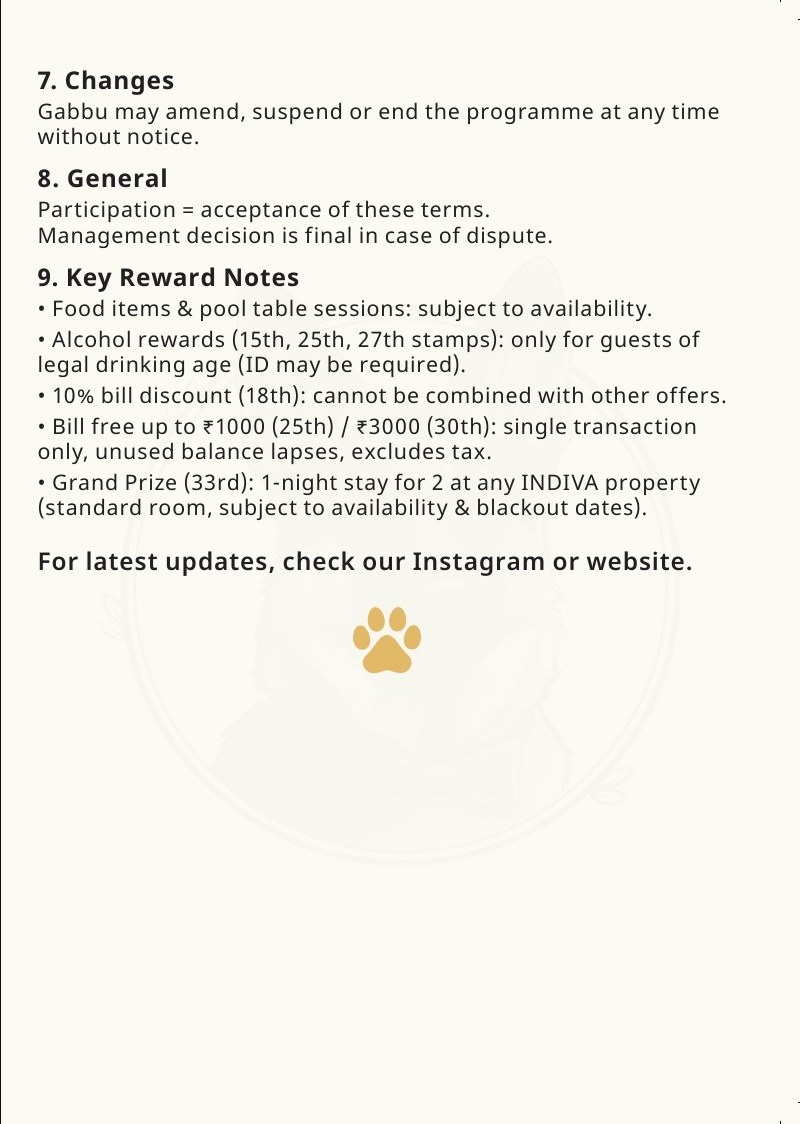 7. Changes
Gabbu may amend, suspend or end the programme at any time
without notice.
8. General
Participation = acceptance of these terms.
Management decision is final in case of dispute.
9. Key Reward Notes
• Food items & pool table sessions: subject to availability.
• Alcohol rewards (15th, 25th, 27th stamps): only for guests of
legal drinking age (ID may be required).
• 10% bill discount (18th): cannot be combined with other offers.
• Bill free up to ₹1000 (25th) / ₹3000 (30th): single transaction
only, unused balance lapses, excludes tax.
• Grand Prize (33rd): 1-night stay for 2 at any INDIVA property
(standard room, subject to availability & blackout dates).
For latest updates, check our Instagram or website.